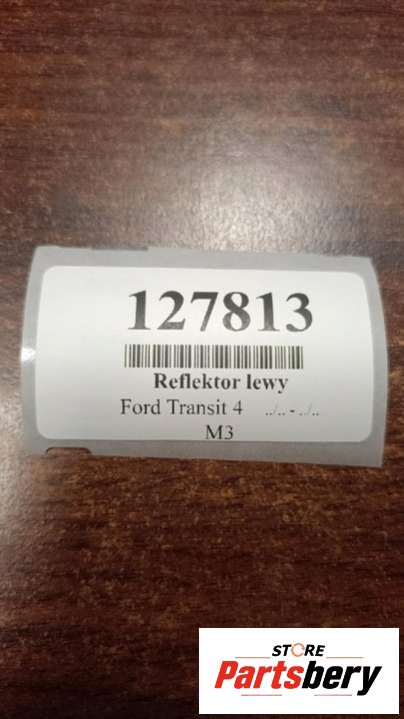 127813
Reflektor lewy
Ford Transit 4 ../.. - ../..
M3
STORE
Partsbery